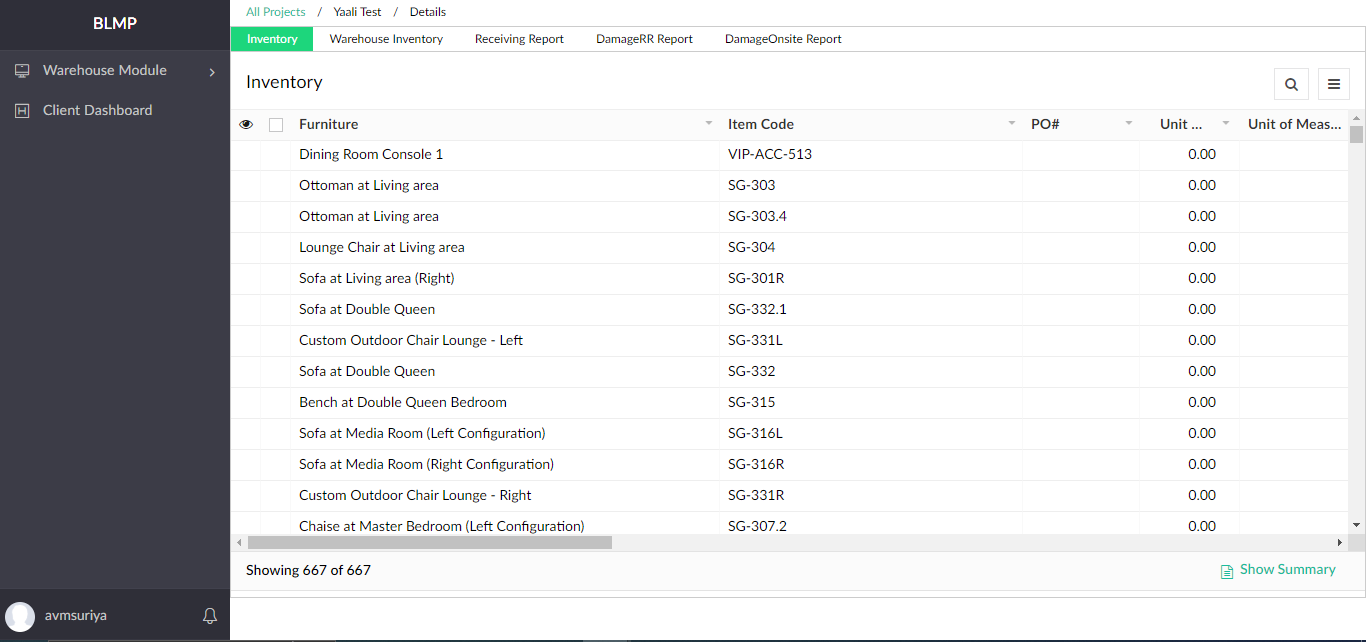 BLMP
Warehouse Module
Client Dashboard
avmsuriya
All Projects / Yaali Test / Details
Inventory Warehouse Inventory Receiving Report DamageRR Report DamageOnsite Report
Inventory
Furniture Item Code PO# Unit ... Unit of Meas...
Dining Room Console 1 VIP-ACC-513 0.00
Ottoman at Living area SG-303 0.00
Ottoman at Living area SG-303.4 0.00
Lounge Chair at Living area SG-304 0.00
Sofa at Living area (Right) SG-301R 0.00
Sofa at Double Queen SG-332.1 0.00
Custom Outdoor Chair Lounge - Left SG-331L 0.00
Sofa at Double Queen SG-332 0.00
Bench at Double Queen Bedroom SG-315 0.00
Sofa at Media Room (Left Configuration) SG-316L 0.00
Sofa at Media Room (Right Configuration) SG-316R 0.00
Custom Outdoor Chair Lounge - Right SG-331R 0.00
Chaise at Master Bedroom (Left Configuration) SG-307.2 0.00
Showing 667 of 667 Show Summary